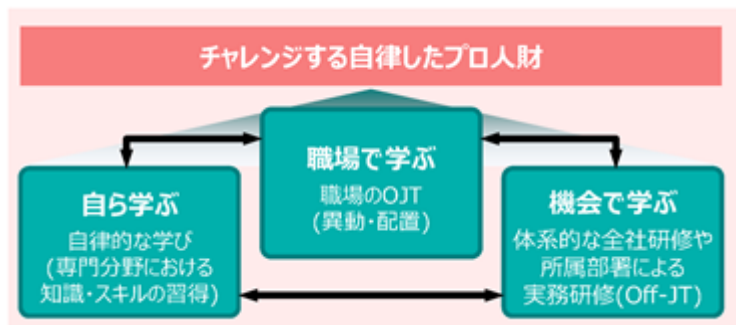 チャレンジする自律したプロ人財
職場で学ぶ
職場のOJT
(異動・配置)
自ら学ぶ
自律的な学び
(専門分野における
知識・スキルの習得)
機会で学ぶ
体系的な全社研修や
所属部署による
実務研修(Off-JT)